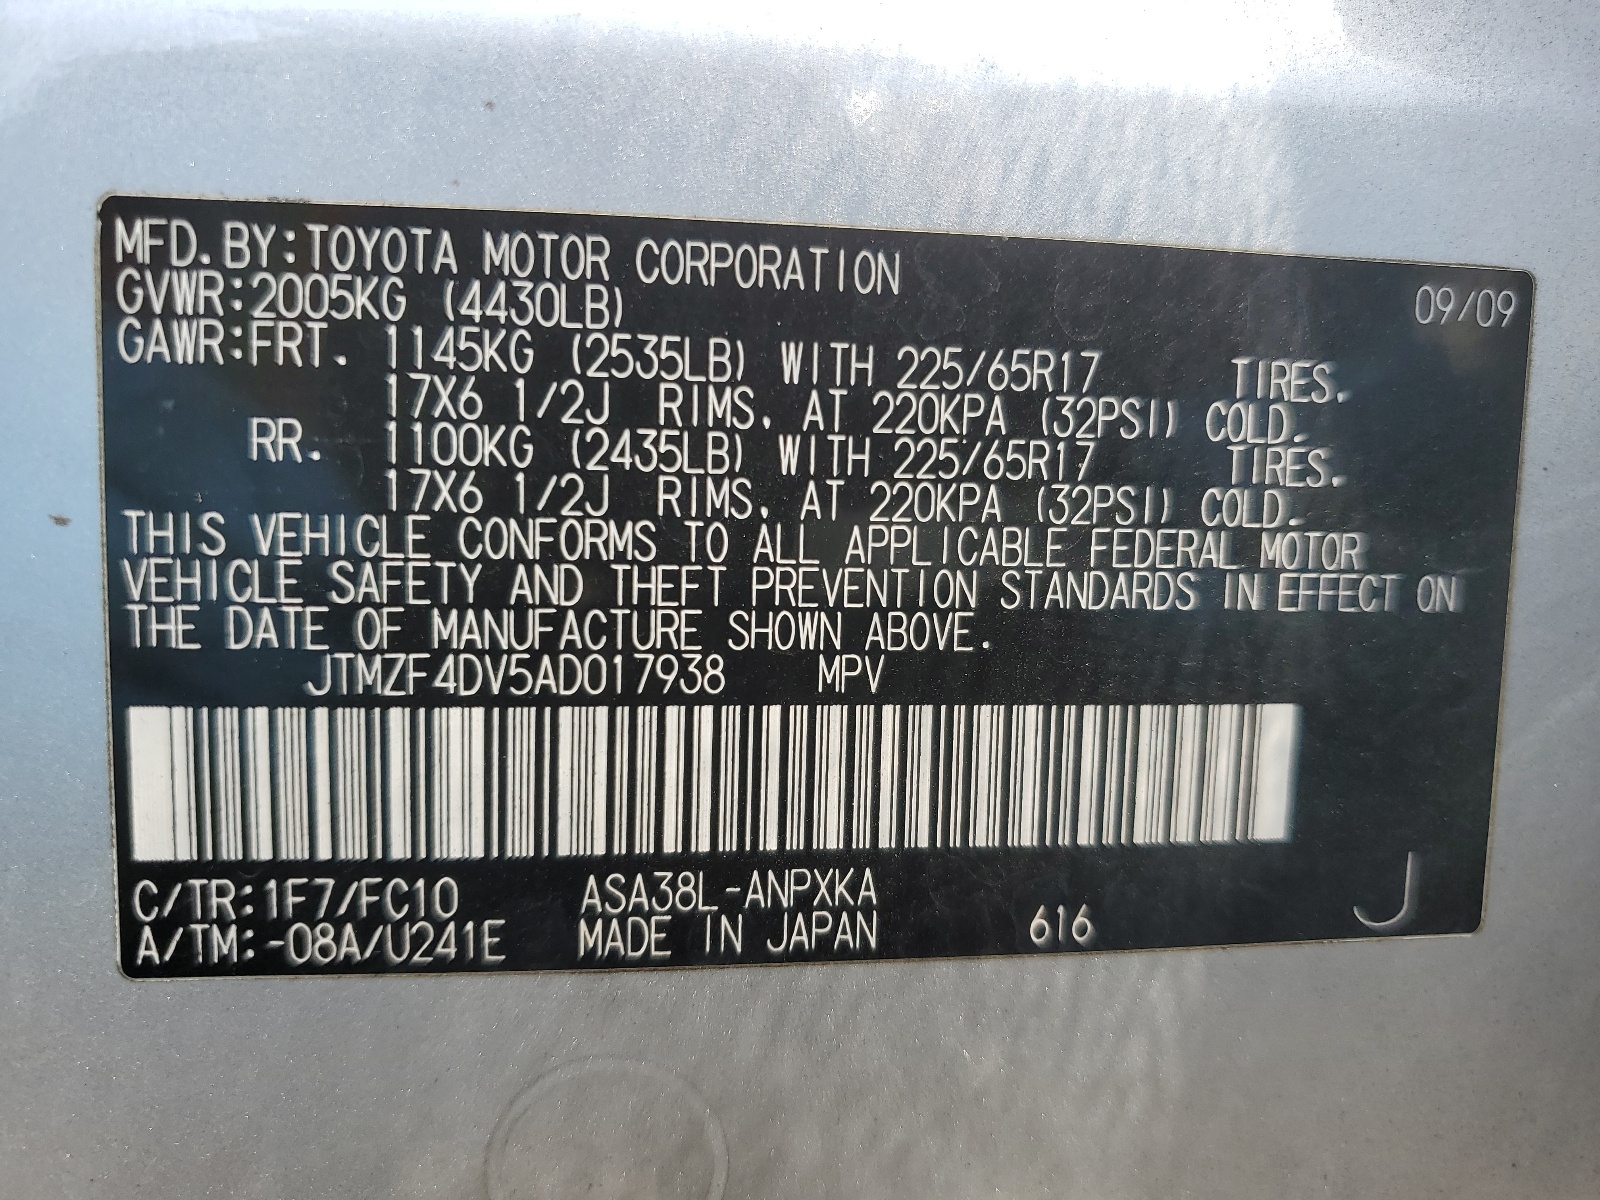 MFD. BY: TOYOTA MOTOR CORPORATION 09/09
GVWR: 2005KG (4430LB)
GAWR: FRT. 1145KG (2535LB) WITH 225/65R17 TIRES.
17X6 1/2J RIMS. AT 220KPA (32PSI) COLD.
RR. 1100KG (2435LB) WITH 225/65R17 TIRES.
17X6 1/2J RIMS. AT 220KPA (32PSI) COLD.
THIS VEHICLE CONFORMS TO ALL APPLICABLE FEDERAL MOTOR
VEHICLE SAFETY AND THEFT PREVENTION STANDARDS IN EFFECT ON
THE DATE OF MANUFACTURE SHOWN ABOVE.
JTMZF4DV5AD017938 MPV
C/TR: 1F7/FC10 ASA38L-ANPXKA J
A/TM: -08A/U241E MADE IN JAPAN 616